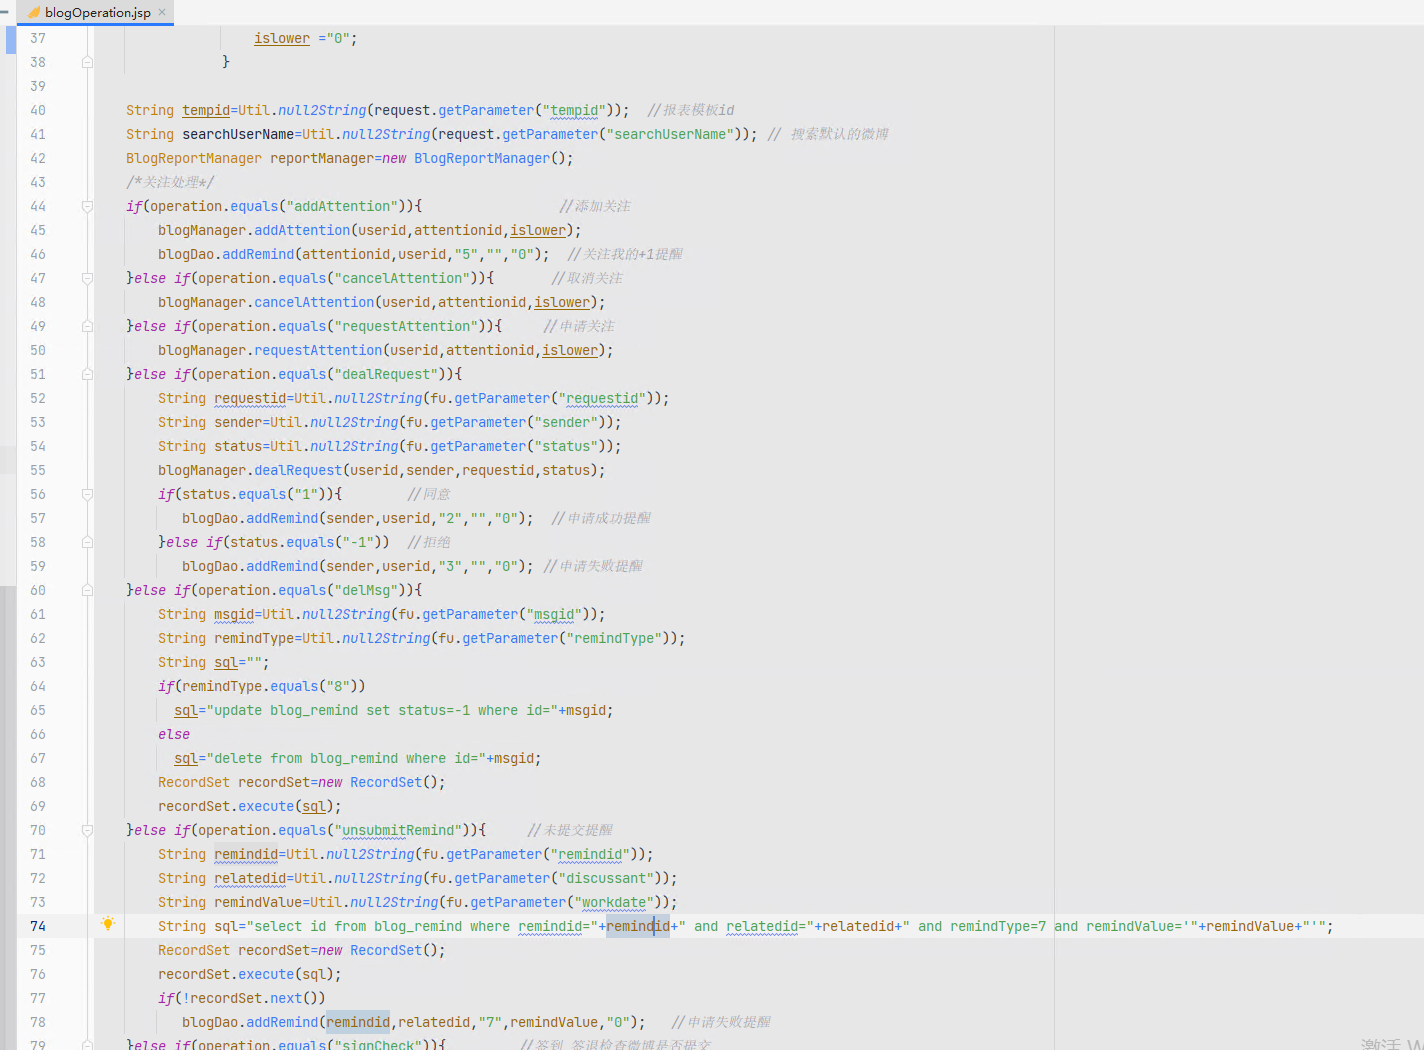 blogOperation.jsp ×
37 islower ="0";
38 }
39
40 String tempid=Util.null2String(request.getParameter("tempid")); //报表模板id
41 String searchUserName=Util.null2String(request.getParameter("searchUserName")); // 搜索默认的微博
42 BlogReportManager reportManager=new BlogReportManager();
43 /*关注处理*/
44 if(operation.equals("addAttention")){ //添加关注
45 blogManager.addAttention(userid,attentionid,islower);
46 blogDao.addRemind(attentionid,userid,"5","","0"); //关注我的+1提醒
47 }else if(operation.equals("cancelAttention")){ //取消关注
48 blogManager.cancelAttention(userid,attentionid,islower);
49 }else if(operation.equals("requestAttention")){ //申请关注
50 blogManager.requestAttention(userid,attentionid,islower);
51 }else if(operation.equals("dealRequest")){
52 String requestid=Util.null2String(fu.getParameter("requestid"));
53 String sender=Util.null2String(fu.getParameter("sender"));
54 String status=Util.null2String(fu.getParameter("status"));
55 blogManager.dealRequest(userid,sender,requestid,status);
56 if(status.equals("1")){ //同意
57 blogDao.addRemind(sender,userid,"2","","0"); //申请成功提醒
58 }else if(status.equals("-1")) //拒绝
59 blogDao.addRemind(sender,userid,"3","","0"); //申请失败提醒
60 }else if(operation.equals("delMsg")){
61 String msgid=Util.null2String(fu.getParameter("msgid"));
62 String remindType=Util.null2String(fu.getParameter("remindType"));
63 String sql="";
64 if(remindType.equals("8"))
65 sql="update blog_remind set status=-1 where id="+msgid;
66 else
67 sql="delete from blog_remind where id="+msgid;
68 RecordSet recordSet=new RecordSet();
69 recordSet.execute(sql);
70 }else if(operation.equals("unsubmitRemind")){ //未提交提醒
71 String remindid=Util.null2String(fu.getParameter("remindid"));
72 String relatedid=Util.null2String(fu.getParameter("discussant"));
73 String remindValue=Util.null2String(fu.getParameter("workdate"));
74 String sql="select id from blog_remind where remindid="+remindid+" and relatedid="+relatedid+" and remindType=7 and remindValue='"+remindValue+"'";
75 RecordSet recordSet=new RecordSet();
76 recordSet.execute(sql);
77 if(!recordSet.next())
78 blogDao.addRemind(remindid,relatedid,"7",remindValue,"0"); //申请失败提醒
79 }else if(operation.equals("signCheck")){ //签到 签退检查微博是否提交
激活 W